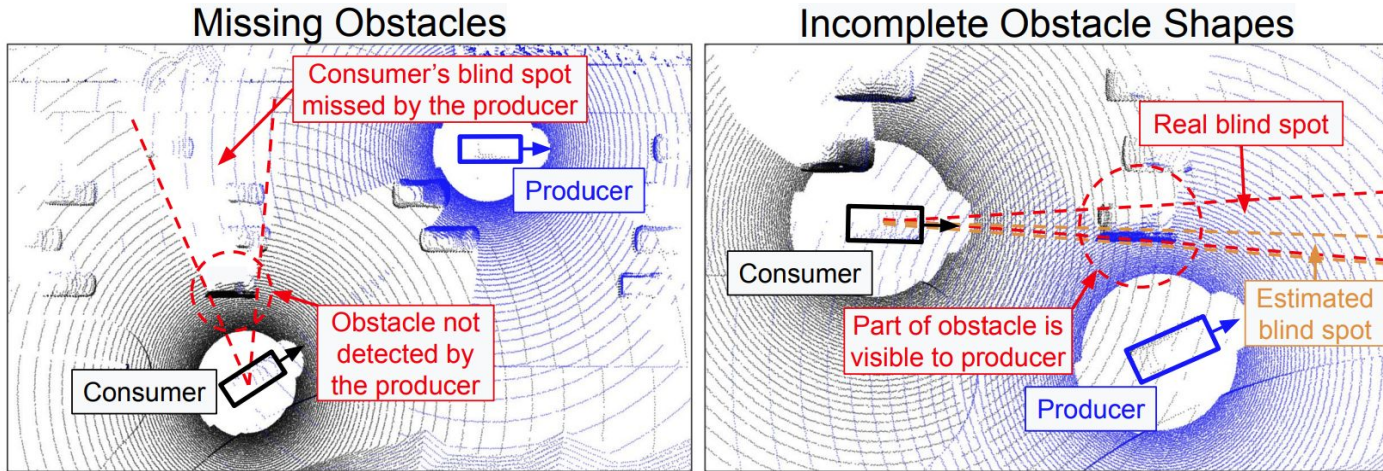 Missing Obstacles
Consumer's blind spot
missed by the producer
Producer
Obstacle not
detected by
the producer
Consumer
Incomplete Obstacle Shapes
Real blind spot
Consumer
Estimated
blind spot
Part of obstacle is
visible to producer
Producer